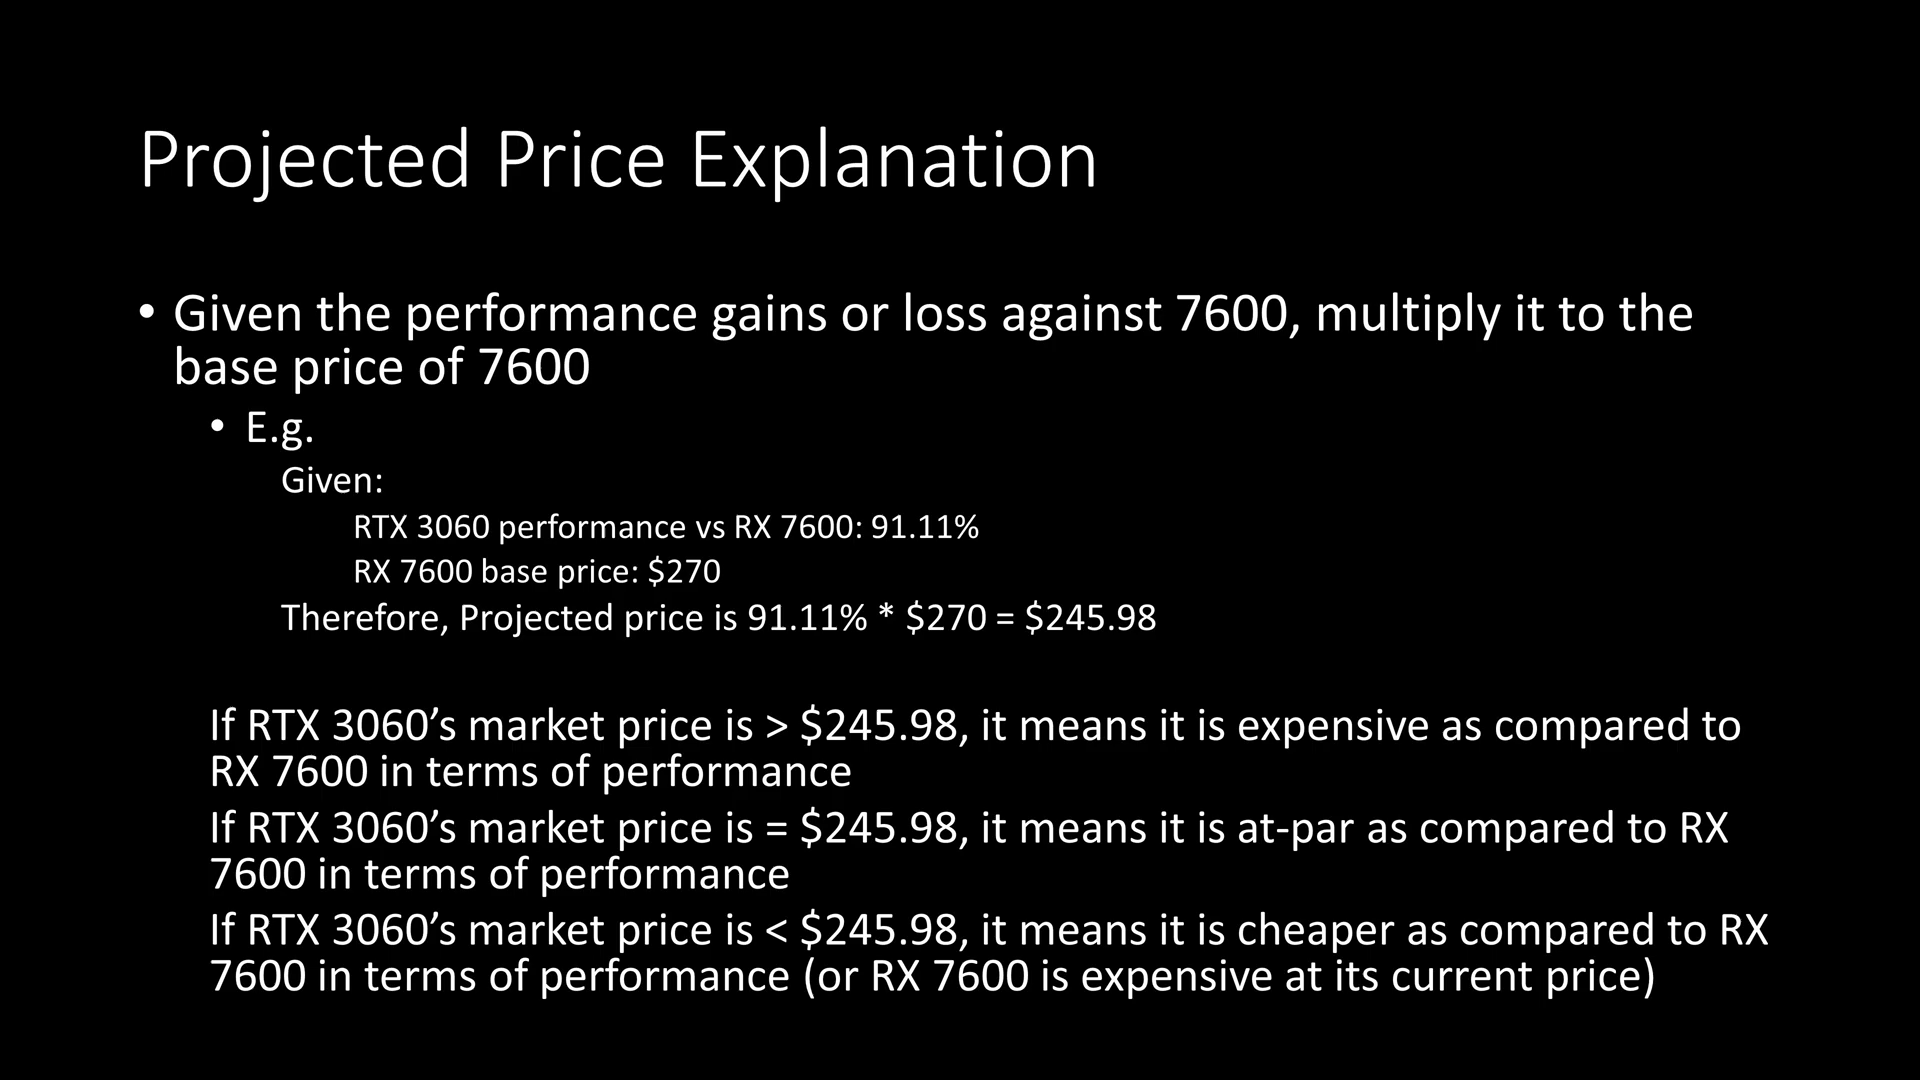 Projected Price Explanation
• Given the performance gains or loss against 7600, multiply it to the
base price of 7600
• E.g.
Given:
RTX 3060 performance vs RX 7600: 91.11%
RX 7600 base price: $270
Therefore, Projected price is 91.11% * $270 = $245.98
If RTX 3060’s market price is > $245.98, it means it is expensive as compared to
RX 7600 in terms of performance
If RTX 3060’s market price is = $245.98, it means it is at-par as compared to RX
7600 in terms of performance
If RTX 3060’s market price is < $245.98, it means it is cheaper as compared to RX
7600 in terms of performance (or RX 7600 is expensive at its current price)